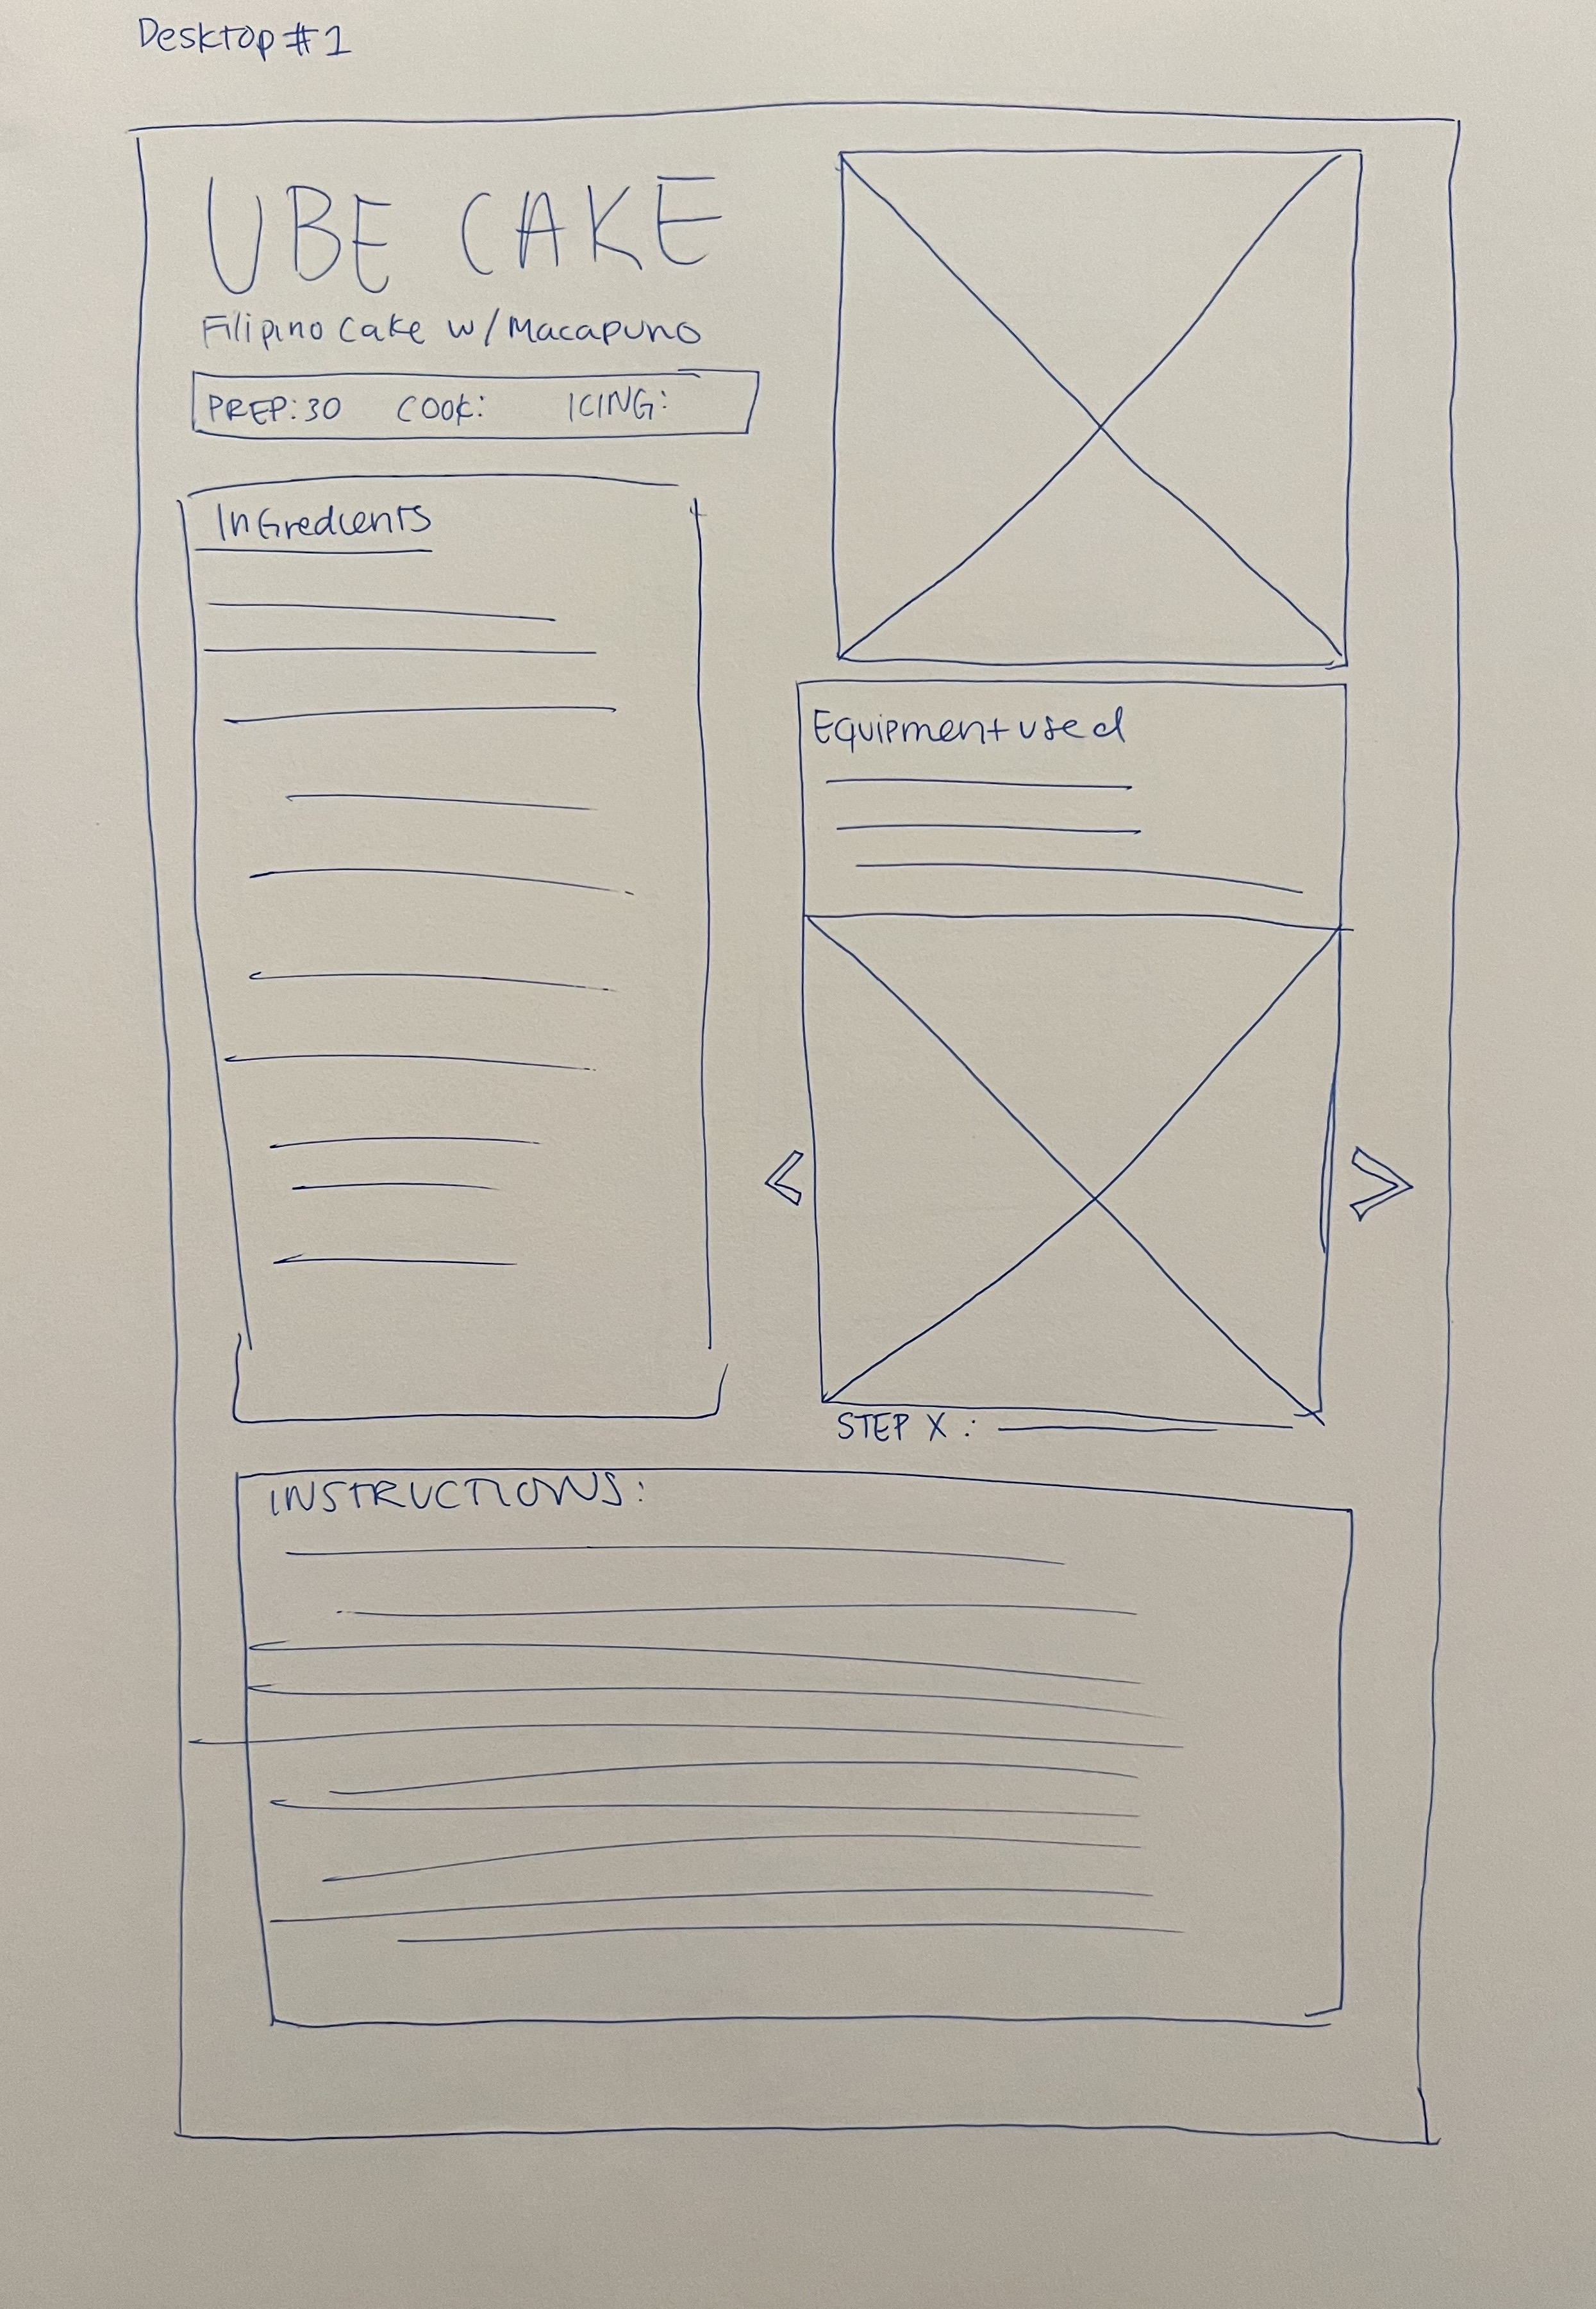 Desktop #1
UBE CAKE
Filipino Cake w/Macapuno
PREP: 30 COOK: ICING:
InGredients
Equipment used
< >
STEP X :
INSTRUCTIONS: